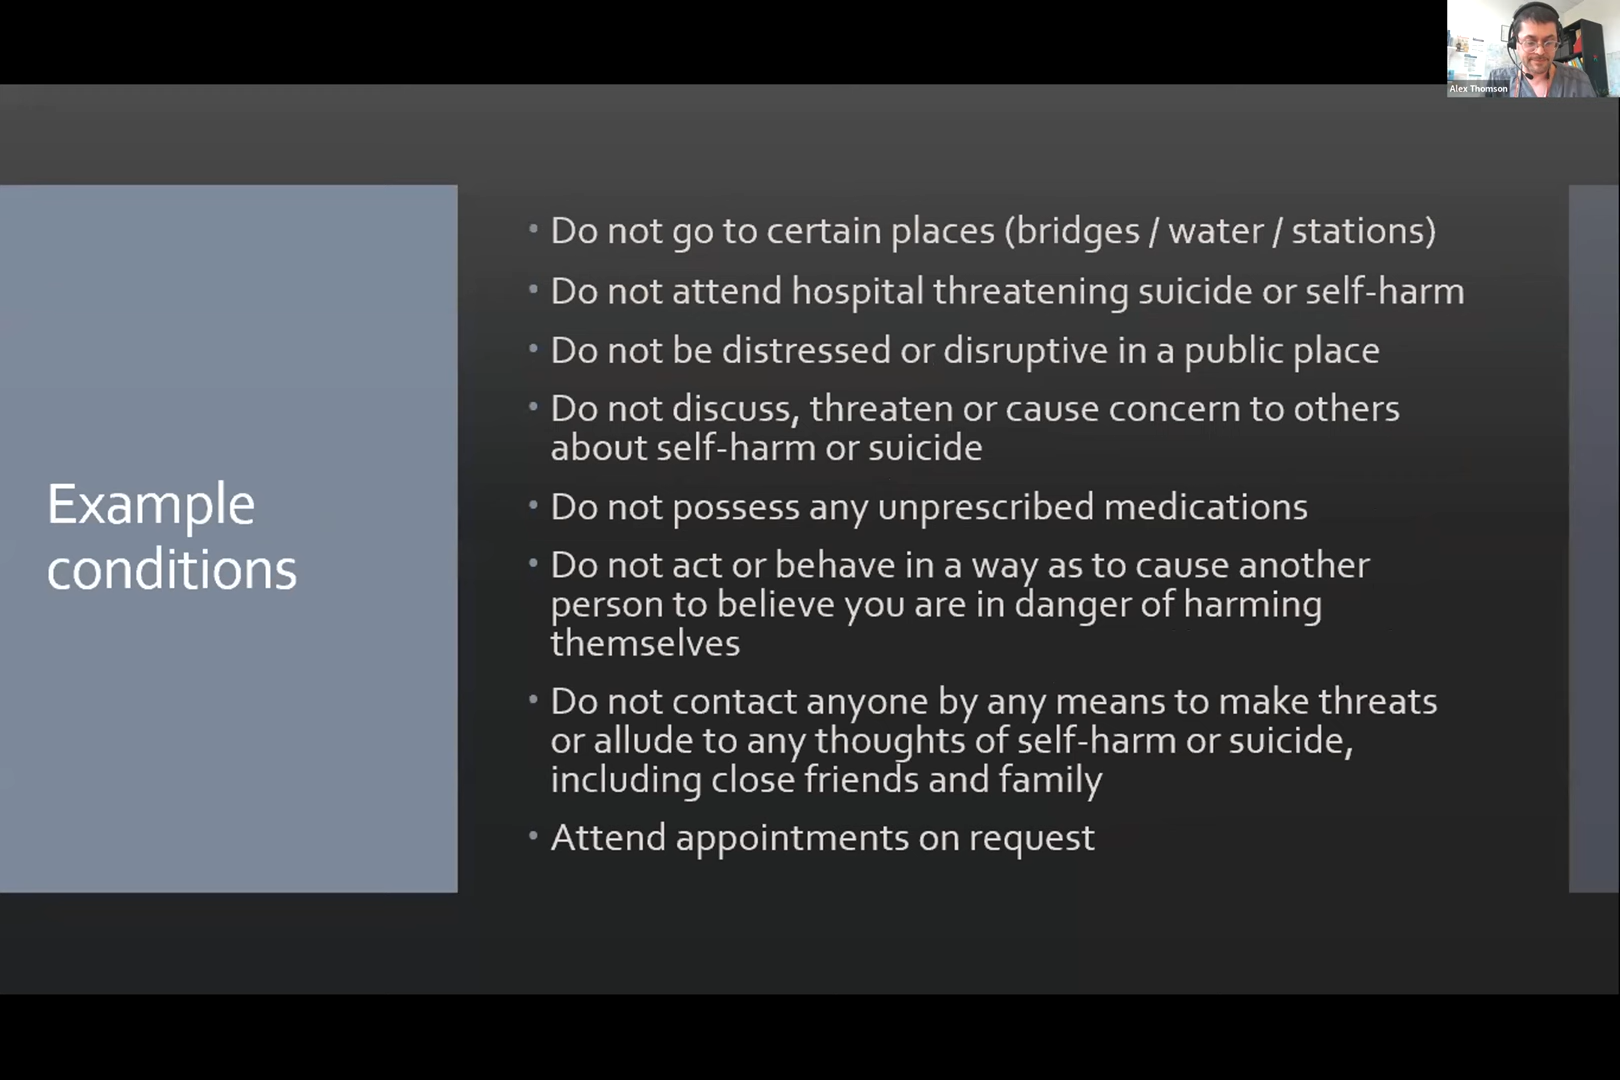 Alex Thomson
Example
conditions
• Do not go to certain places (bridges / water / stations)
• Do not attend hospital threatening suicide or self-harm
• Do not be distressed or disruptive in a public place
• Do not discuss, threaten or cause concern to others
about self-harm or suicide
• Do not possess any unprescribed medications
• Do not act or behave in a way as to cause another
person to believe you are in danger of harming
themselves
• Do not contact anyone by any means to make threats
or allude to any thoughts of self-harm or suicide,
including close friends and family
• Attend appointments on request